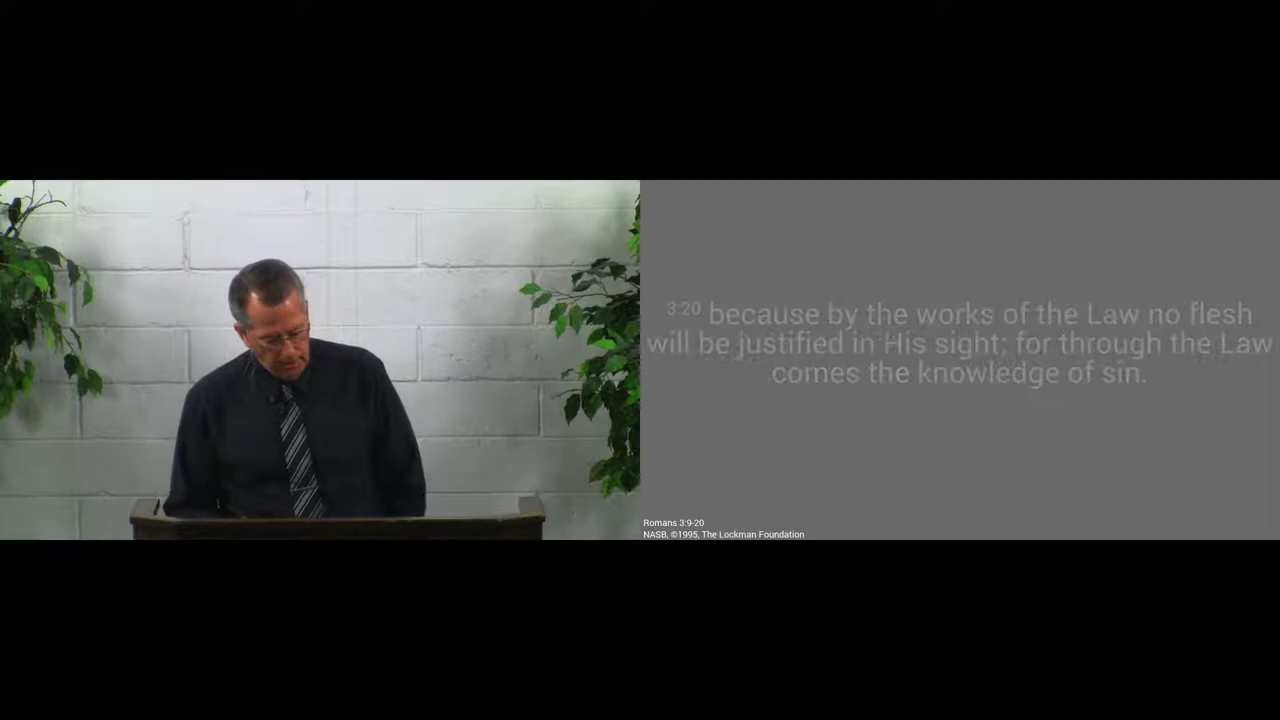 3:20 because by the works of the Law no flesh
will be justified in His sight; for through the Law
comes the knowledge of sin.
Romans 3:9-20
NASB, ©1995, The Lockman Foundation